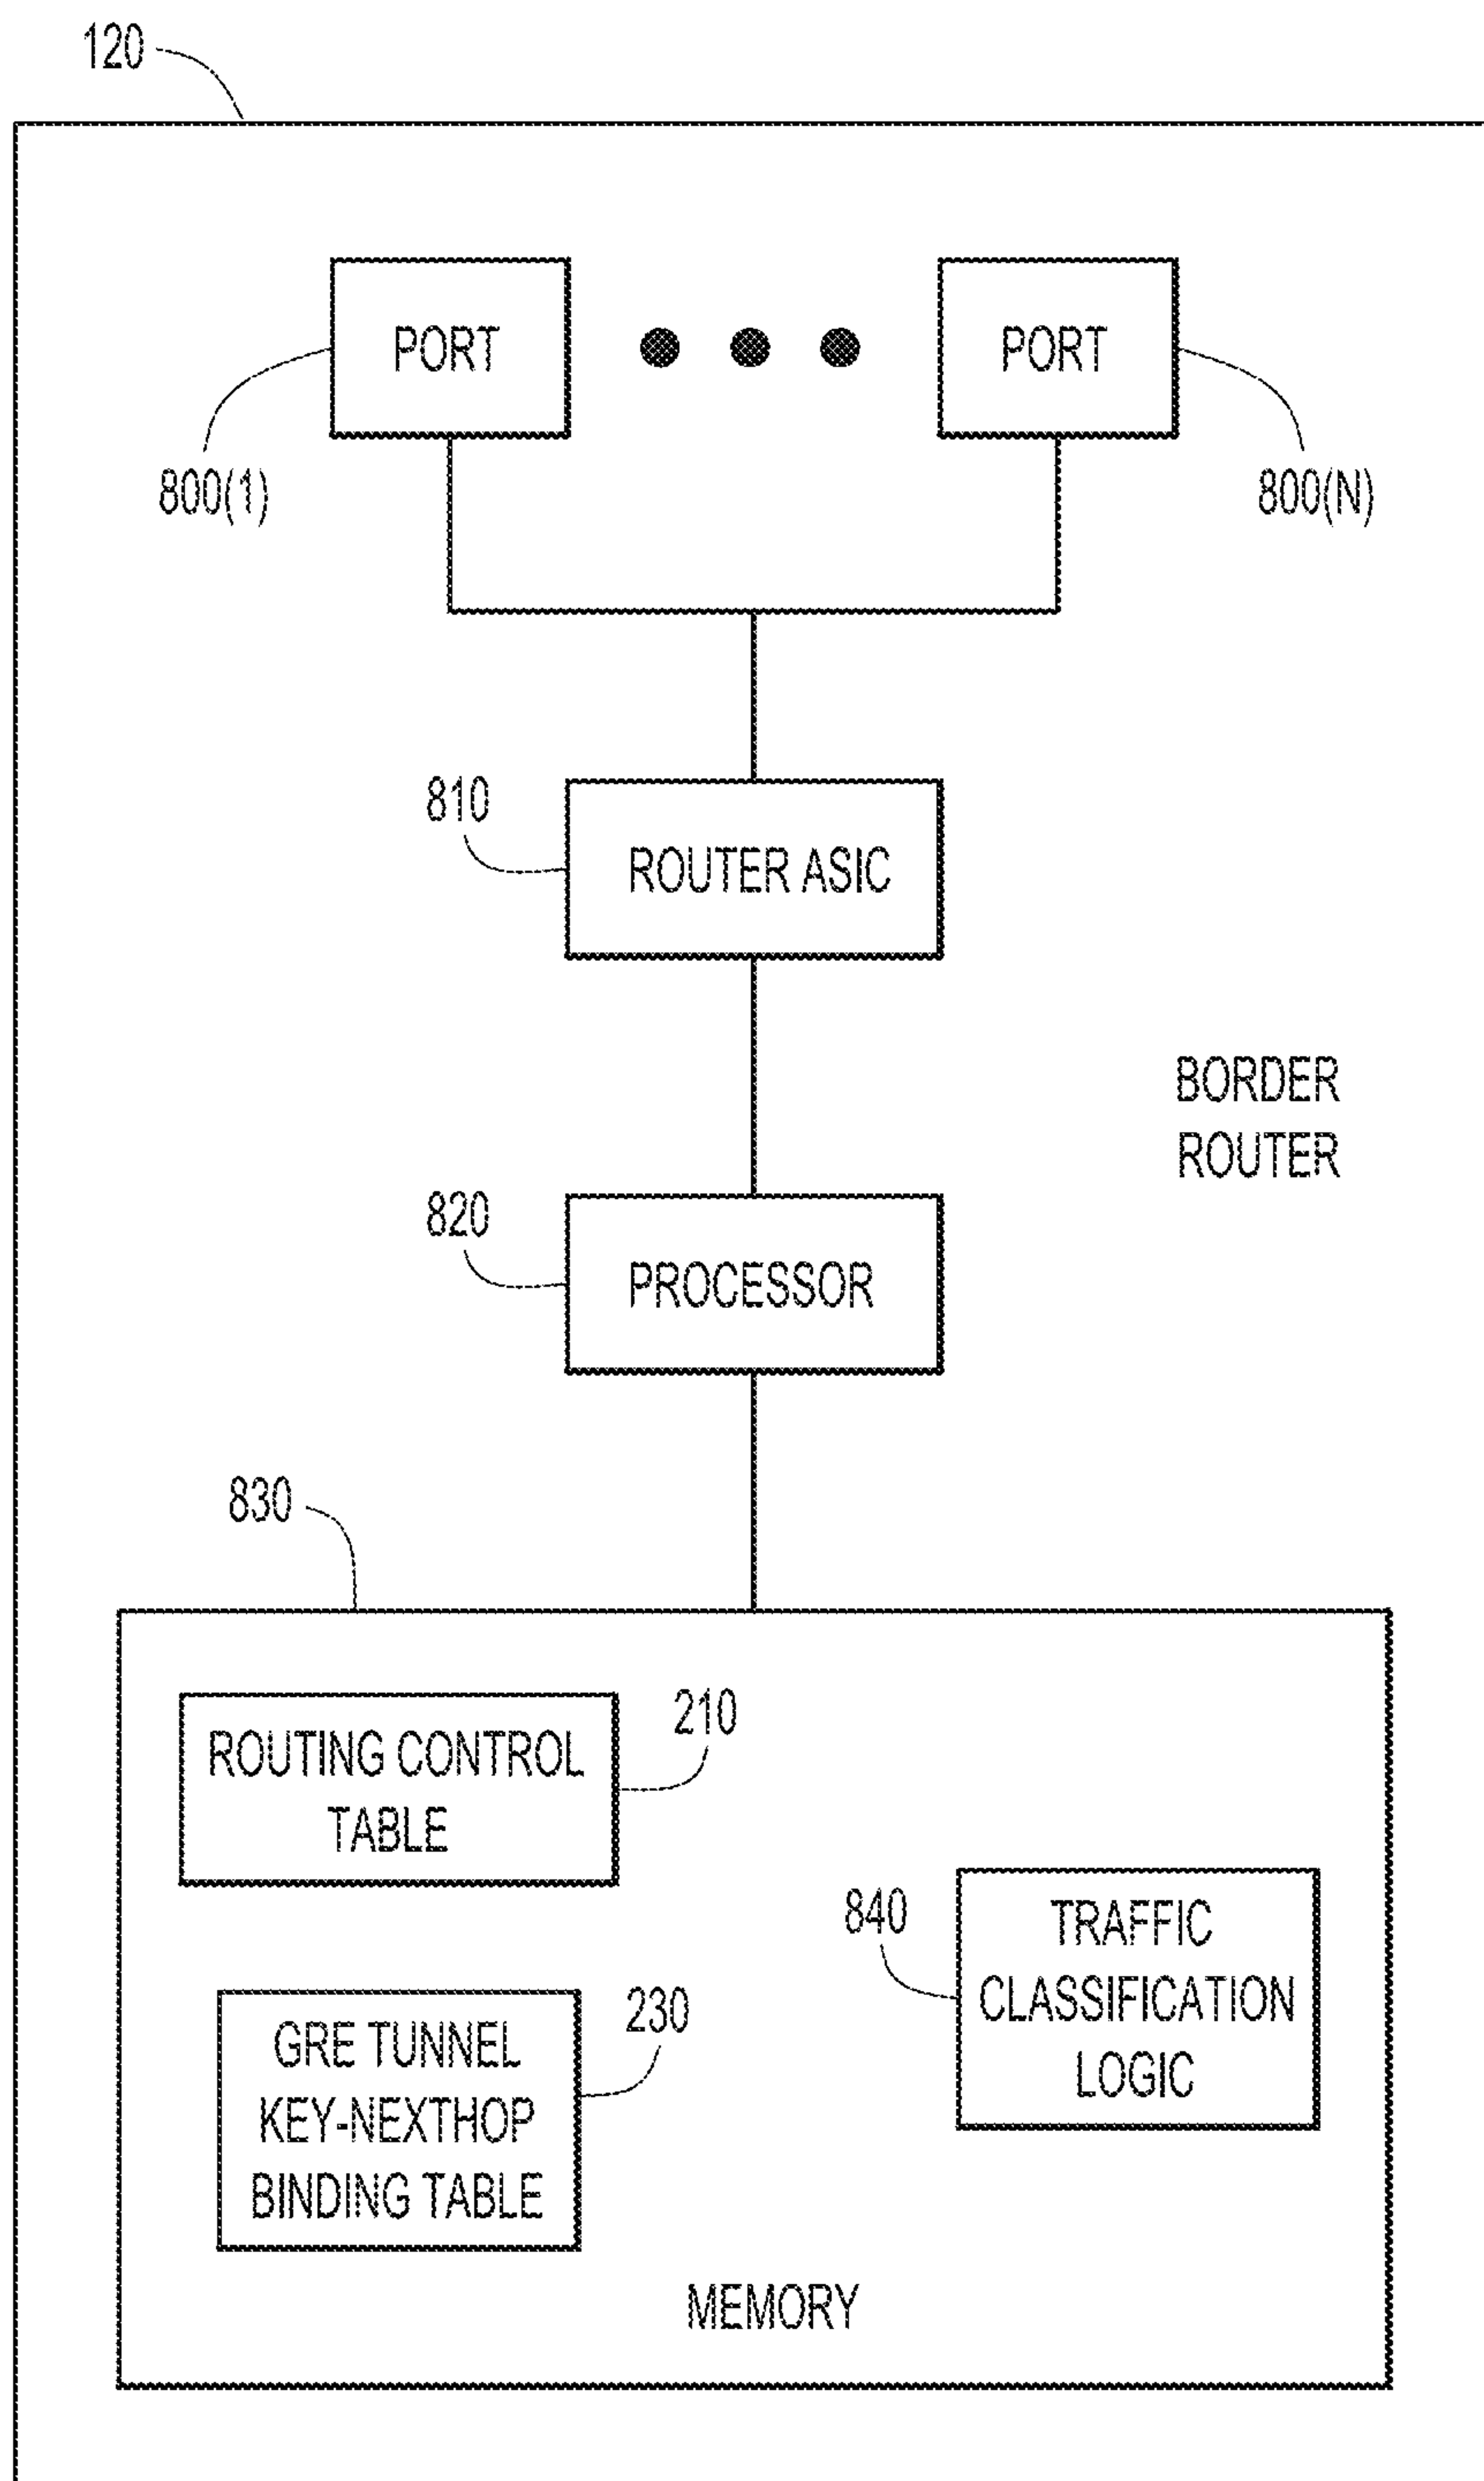 120
PORT
PORT
800(1)
800(N)
810
ROUTER ASIC
BORDER
ROUTER
820
PROCESSOR
830
210
ROUTING CONTROL
TABLE
840
TRAFFIC
CLASSIFICATION
LOGIC
230
GRE TUNNEL
KEY-NEXTHOP
BINDING TABLE
MEMORY